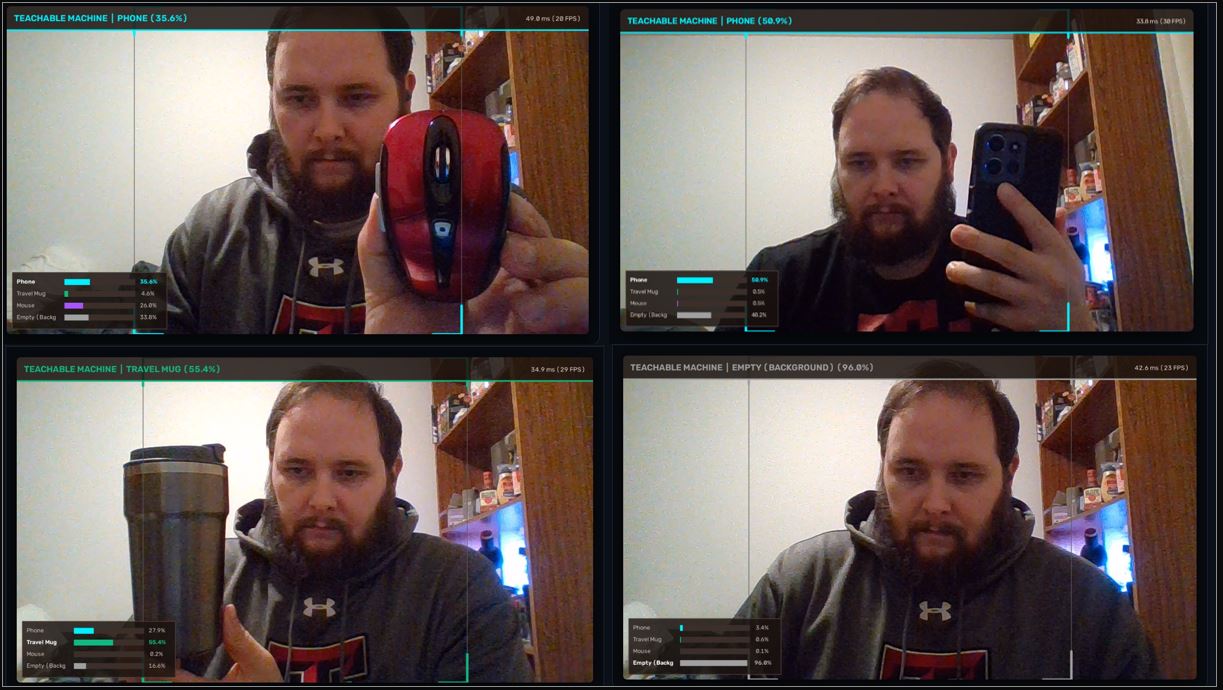 TEACHABLE MACHINE | PHONE (35.6%)
49.0 ms (20 FPS)
Phone 35.6%
Travel Mug 4.6%
Mouse 26.0%
Empty (Backg 33.8%
TEACHABLE MACHINE | PHONE (50.9%)
33.8 ms (30 FPS)
Phone 50.9%
Travel Mug 0.5%
Mouse 0.5%
Empty (Backg 40.2%
TEACHABLE MACHINE | TRAVEL MUG (55.4%)
34.9 ms (29 FPS)
Phone 27.9%
Travel Mug 55.4%
Mouse 0.2%
Empty (Backg 16.6%
TEACHABLE MACHINE | EMPTY (BACKGROUND) (96.0%)
42.6 ms (23 FPS)
Phone 3.4%
Travel Mug 0.6%
Mouse 0.1%
Empty (Backg 96.0%